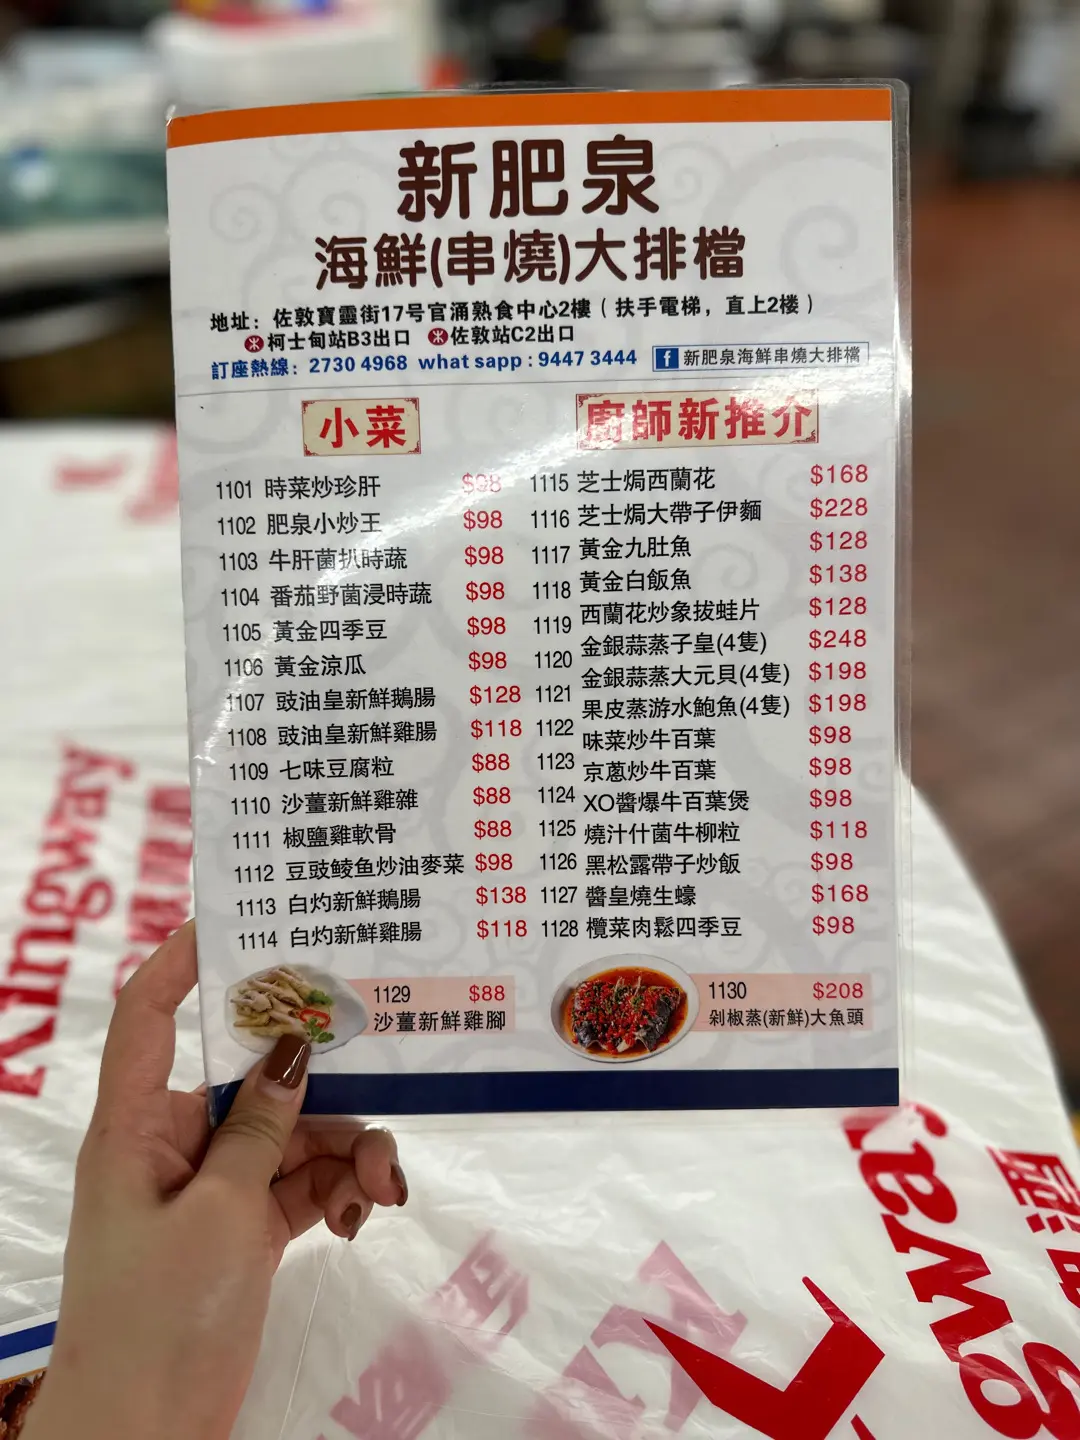 新肥泉
海鮮(串燒)大排檔
地址：佐敦寶靈街17号官涌熟食中心2樓（扶手電梯，直上2楼）
柯士甸站B3出口 佐敦站C2出口
訂座熱線：2730 4968 what sapp : 9447 3444 f 新肥泉海鮮串燒大排檔
小菜
1101 時菜炒珍肝 $98
1102 肥泉小炒王 $98
1103 牛肝菌扒時蔬 $98
1104 番茄野菌浸時蔬 $98
1105 黃金四季豆 $98
1106 黃金涼瓜 $98
1107 豉油皇新鮮鵝腸 $128
1108 豉油皇新鮮雞腸 $118
1109 七味豆腐粒 $88
1110 沙薑新鮮雞雜 $88
1111 椒鹽雞軟骨 $88
1112 豆豉鲮鱼炒油麥菜 $98
1113 白灼新鮮鵝腸 $138
1114 白灼新鮮雞腸 $118
廚師新推介
1115 芝士焗西蘭花 $168
1116 芝士焗大帶子伊麵 $228
1117 黃金九肚魚 $128
1118 黃金白飯魚 $138
1119 西蘭花炒象拔蛙片 $128
1120 金銀蒜蒸子皇(4隻) $248
1121 金銀蒜蒸大元貝(4隻) $198
1122 果皮蒸游水鮑魚(4隻) $198
1123 味菜炒牛百葉 $98
1124 京蔥炒牛百葉 $98
1125 XO醬爆牛百葉煲 $98
1126 燒汁什菌牛柳粒 $118
1127 黑松露帶子炒飯 $98
1128 醬皇燒生蠔 $168
欖菜肉鬆四季豆 $98
1129 $88
沙薑新鮮雞腳
1130 $208
剁椒蒸(新鮮)大魚頭
Kingway